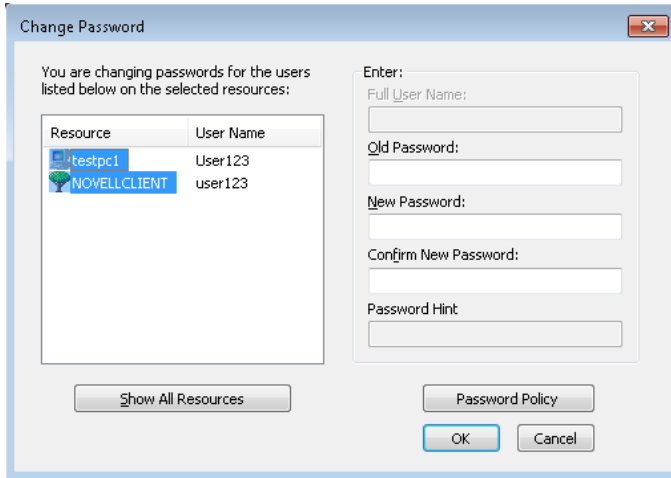 Change Password
You are changing passwords for the users
listed below on the selected resources:
Resource User Name
testpc1 User123
NOVELLCLIENT user123
Show All Resources
Enter:
Full User Name:
Old Password:
New Password:
Confirm New Password:
Password Hint
Password Policy
OK Cancel